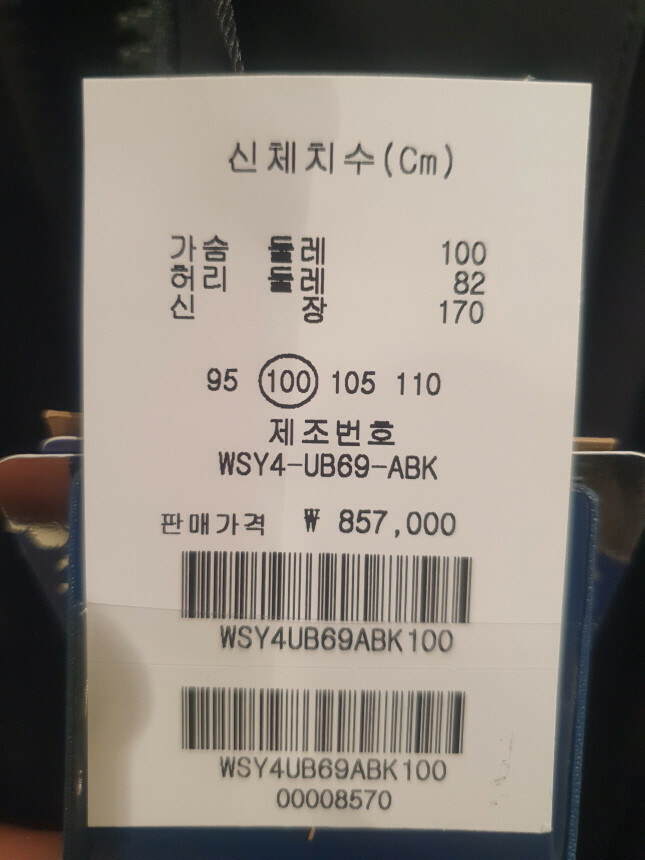 신체치수(Cm)
가슴 둘레 100
허리 둘레 82
신 장 170
95 100 105 110
제조번호
WSY4-UB69-ABK
판매가격 ₩ 857,000
WSY4UB69ABK100
WSY4UB69ABK100
00008570